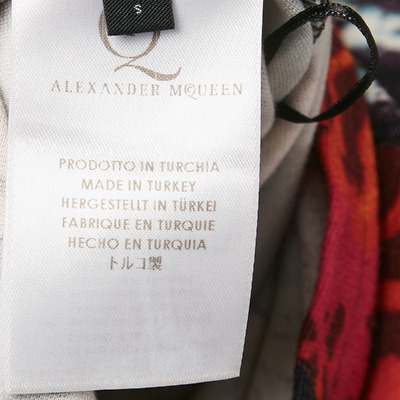 S
Q
ALEXANDER McQUEEN
PRODOTTO IN TURCHIA
MADE IN TURKEY
HERGESTELLT IN TÜRKEI
FABRIQUE EN TURQUIE
HECHO EN TURQUIA
トルコ製